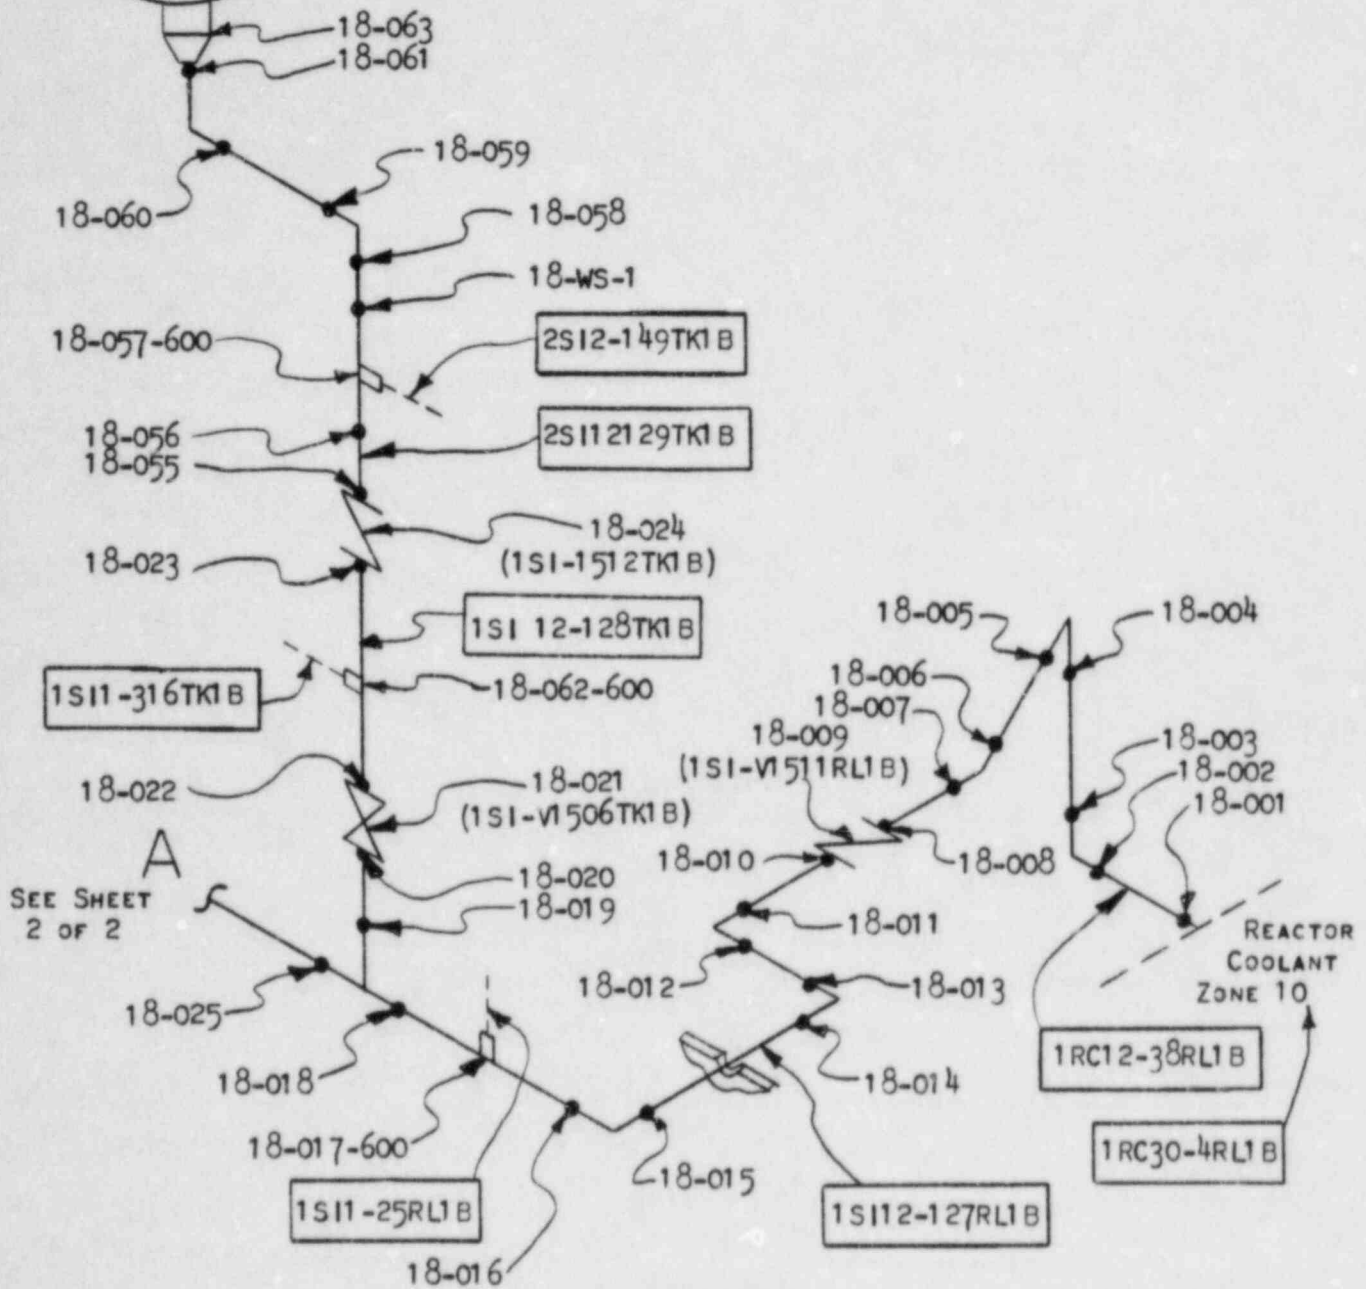 18-063
18-061
18-059
18-060
18-058
18-WS-1
18-057-600
2SI2-149TK1B
18-056
2SI12129TK1B
18-055
18-024
(1SI-1512TK1B)
18-023
1SI 12-128TK1B
18-005
18-004
18-006
1SI1-316TK1B
18-062-600
18-007
18-009
(1SI-V1511RL1B)
18-003
18-002
18-001
18-022
18-021
(1SI-V1506TK1B)
A
18-010
18-008
SEE SHEET
2 OF 2
18-020
18-019
18-011
REACTOR
COOLANT
ZONE 10
18-012
18-013
18-025
18-018
18-014
1RC12-38RL1B
18-017-600
18-015
1RC30-4RL1B
1SI1-25RL1B
1SI12-127RL1B
18-016